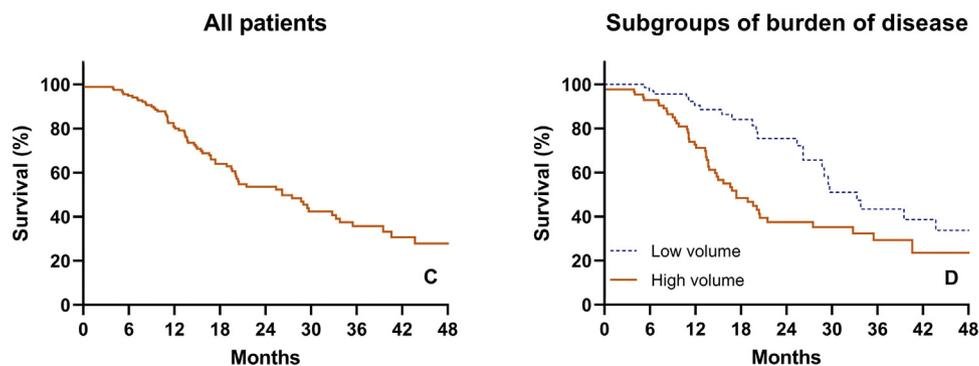 All patients
Survival (%)
100
80
60
40
20
0
C
0 6 12 18 24 30 36 42 48
Months
Subgroups of burden of disease
Survival (%)
100
80
60
40
20
0
Low volume
High volume
D
0 6 12 18 24 30 36 42 48
Months